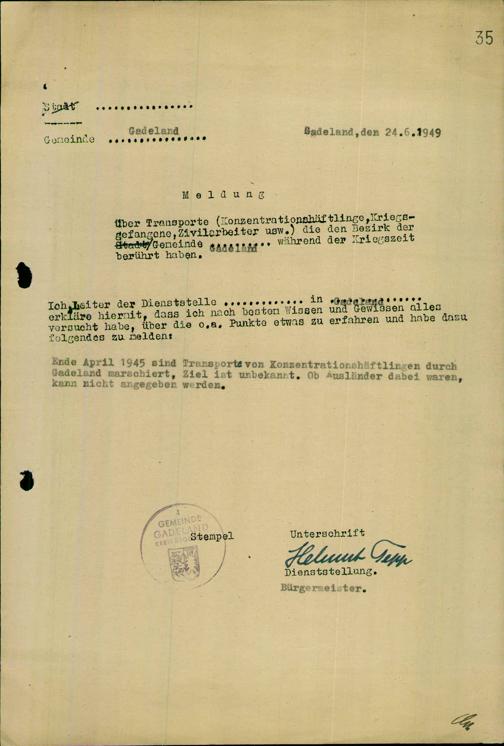 35
Stadt ................
Gemeinde Gadeland
Gadeland,den 24.6.1949
Meldung
über Transporte (Konzentrationshäftlinge,Kriegs-
gefangene,Zivilarbeiter usw.) die den Bezirk der
Stadt/Gemeinde Gadeland während der Kriegszeit
berührt haben.
Ich,Leiter der Dienststelle ............ in Gadeland
erkläre hiermit, dass ich nach bestem Wissen und Gewissen alles
versucht habe, über die o.a. Punkte etwas zu erfahren und habe dazu
folgendes zu melden:
Ende April 1945 sind Transporte von Konzentrationshäftlingen durch
Gadeland marschiert, Ziel ist unbekannt. Ob Ausländer dabei waren,
kann nicht angegeben werden.
1
GEMEINDE
GADELAND
Stempel
Unterschrift
Helmut Tepp
Dienststellung.
Bürgermeister.